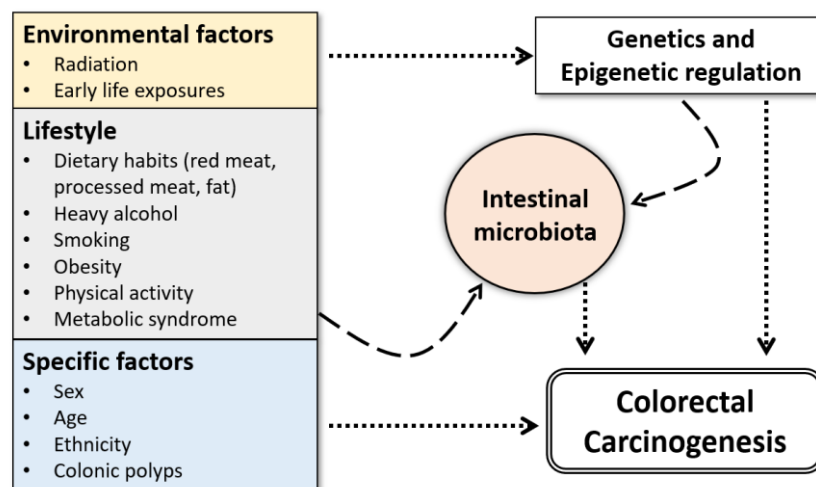 Environmental factors
• Radiation
• Early life exposures
Lifestyle
• Dietary habits (red meat,
processed meat, fat)
• Heavy alcohol
• Smoking
• Obesity
• Physical activity
• Metabolic syndrome
Specific factors
• Sex
• Age
• Ethnicity
• Colonic polyps
Genetics and
Epigenetic regulation
Intestinal
microbiota
Colorectal
Carcinogenesis